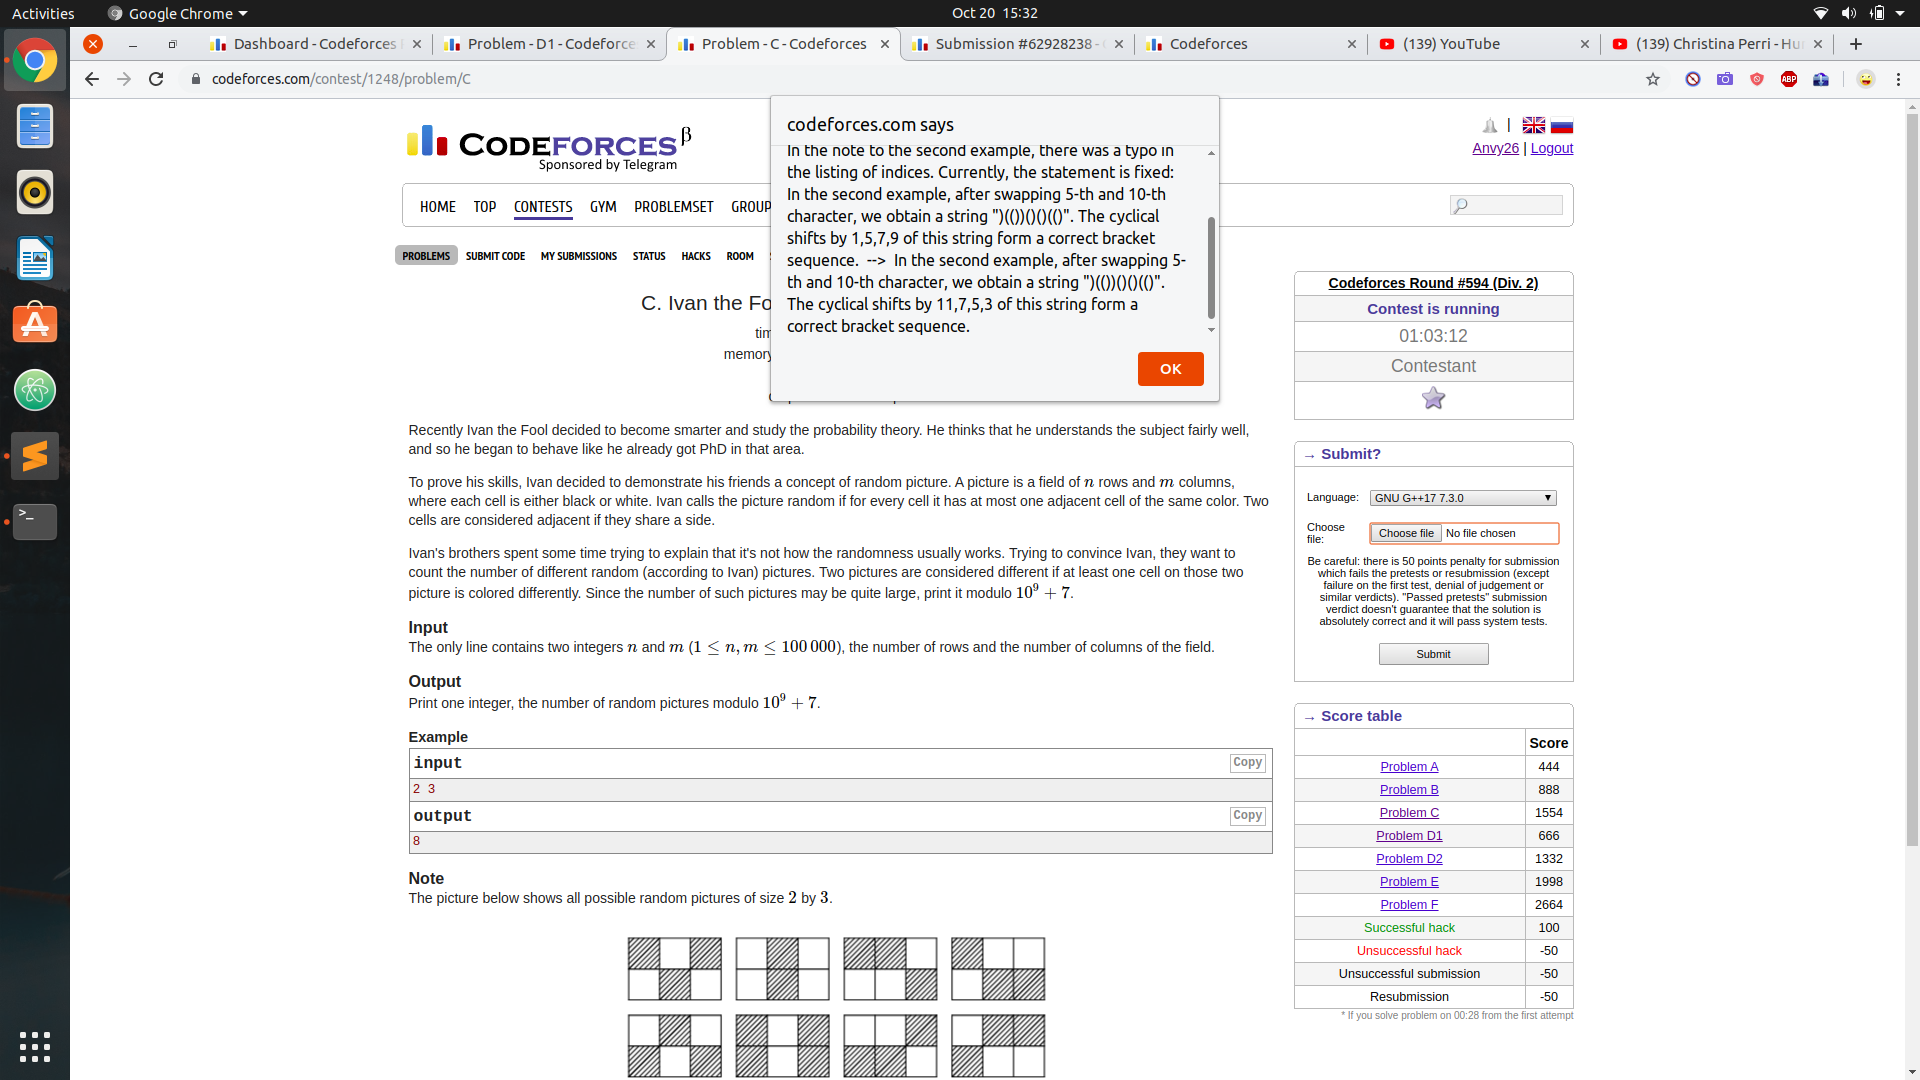 Activities
Google Chrome
Oct 20 15:32
Dashboard - Codeforces
Problem - D1 - Codeforce
Problem - C - Codeforces
Submission #62928238 -
Codeforces
(139) YouTube
(139) Christina Perri - Hu
codeforces.com/contest/1248/problem/C
ABP
codeforces.com says
In the note to the second example, there was a typo in
the listing of indices. Currently, the statement is fixed:
In the second example, after swapping 5-th and 10-th
character, we obtain a string ")(())()()(()". The cyclical
shifts by 1,5,7,9 of this string form a correct bracket
sequence. --> In the second example, after swapping 5-
th and 10-th character, we obtain a string ")(())()()(()".
The cyclical shifts by 11,7,5,3 of this string form a
correct bracket sequence.
OK
CODEFORCES β
Sponsored by Telegram
Anvy26 | Logout
HOME TOP CONTESTS GYM PROBLEMSET GROUP
PROBLEMS SUBMIT CODE MY SUBMISSIONS STATUS HACKS ROOM
C. Ivan the Fo
tim
memory
Recently Ivan the Fool decided to become smarter and study the probability theory. He thinks that he understands the subject fairly well,
and so he began to behave like he already got PhD in that area.
To prove his skills, Ivan decided to demonstrate his friends a concept of random picture. A picture is a field of n rows and m columns,
where each cell is either black or white. Ivan calls the picture random if for every cell it has at most one adjacent cell of the same color. Two
cells are considered adjacent if they share a side.
Ivan's brothers spent some time trying to explain that it's not how the randomness usually works. Trying to convince Ivan, they want to
count the number of different random (according to Ivan) pictures. Two pictures are considered different if at least one cell on those two
picture is colored differently. Since the number of such pictures may be quite large, print it modulo 10⁹ + 7.
Input
The only line contains two integers n and m (1 ≤ n, m ≤ 100 000), the number of rows and the number of columns of the field.
Output
Print one integer, the number of random pictures modulo 10⁹ + 7.
Example
input
Copy
2 3
output
Copy
8
Note
The picture below shows all possible random pictures of size 2 by 3.
Codeforces Round #594 (Div. 2)
Contest is running
01:03:12
Contestant
→ Submit?
Language: GNU G++17 7.3.0
Choose
file:
Choose file No file chosen
Be careful: there is 50 points penalty for submission
which fails the pretests or resubmission (except
failure on the first test, denial of judgement or
similar verdicts). "Passed pretests" submission
verdict doesn't guarantee that the solution is
absolutely correct and it will pass system tests.
Submit
→ Score table
Score
Problem A 444
Problem B 888
Problem C 1554
Problem D1 666
Problem D2 1332
Problem E 1998
Problem F 2664
Successful hack 100
Unsuccessful hack -50
Unsuccessful submission -50
Resubmission -50
* If you solve problem on 00:28 from the first attempt